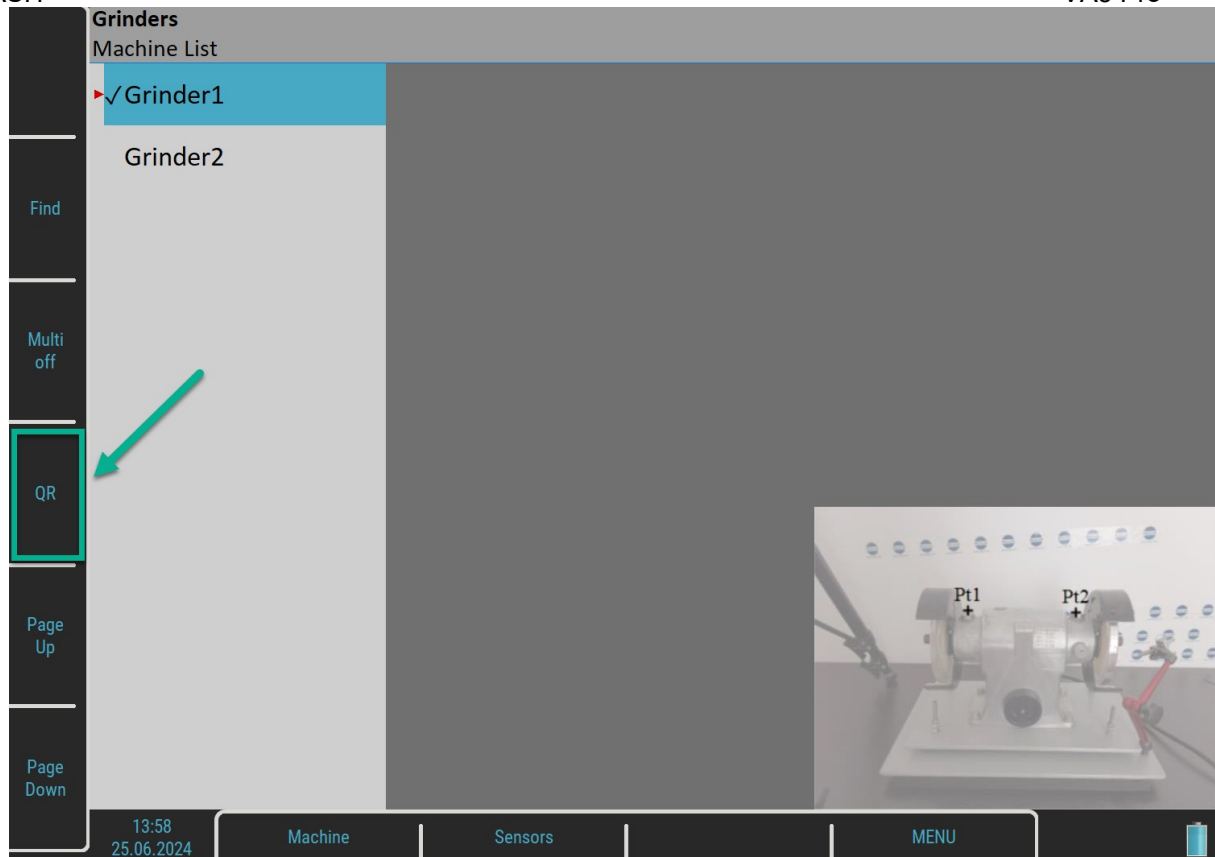 Grinders
Machine List
✓Grinder1
Grinder2
Find
Multi
off
QR
Page
Up
Page
Down
Pt1
Pt2
13:58
25.06.2024
Machine
Sensors
MENU